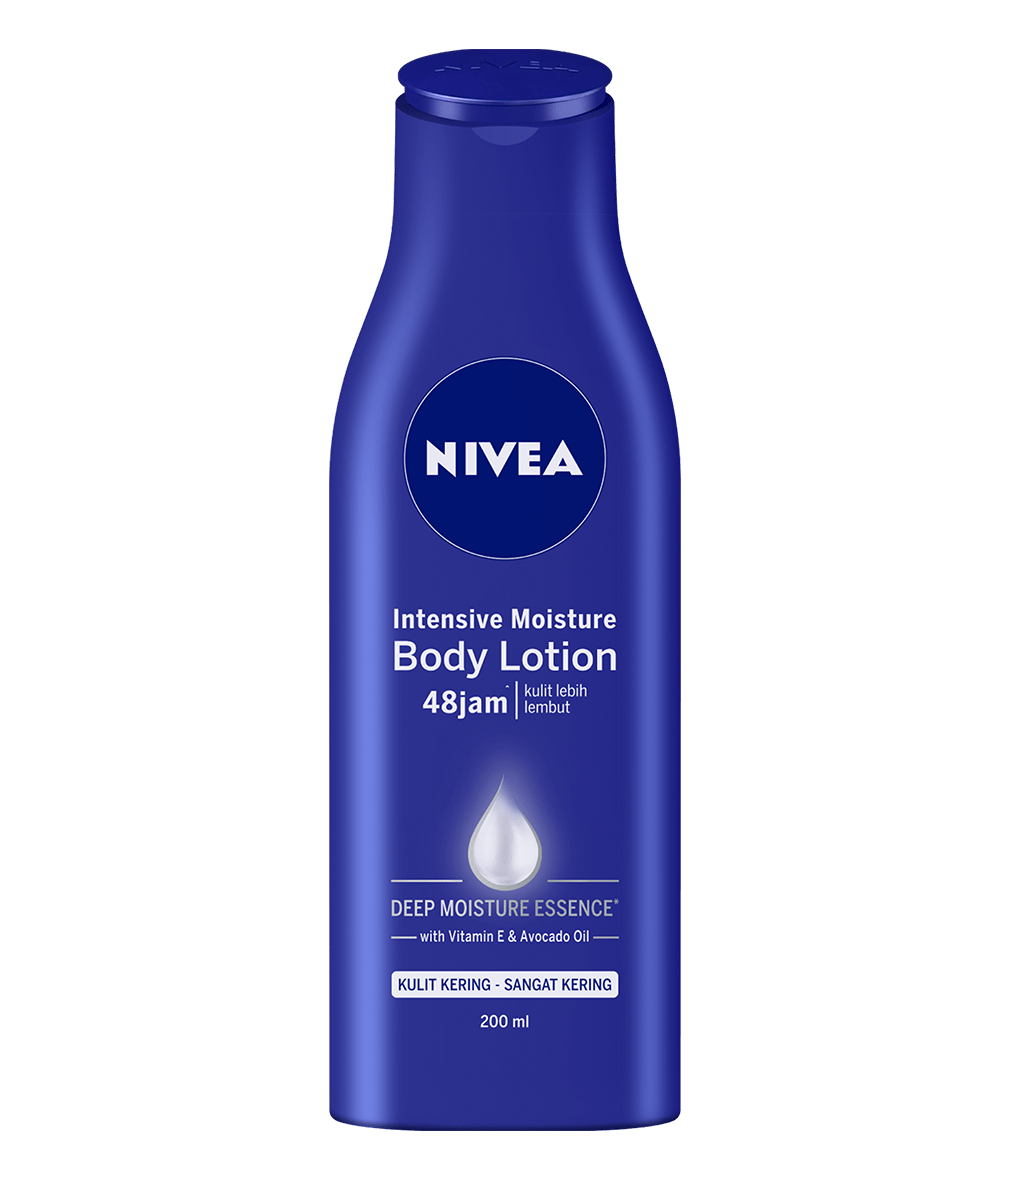 NIVEA
NIVEA
Intensive Moisture
Body Lotion
48jam^ kulit lebih
lembut
DEEP MOISTURE ESSENCE*
with Vitamin E & Avocado Oil
KULIT KERING - SANGAT KERING
200 ml